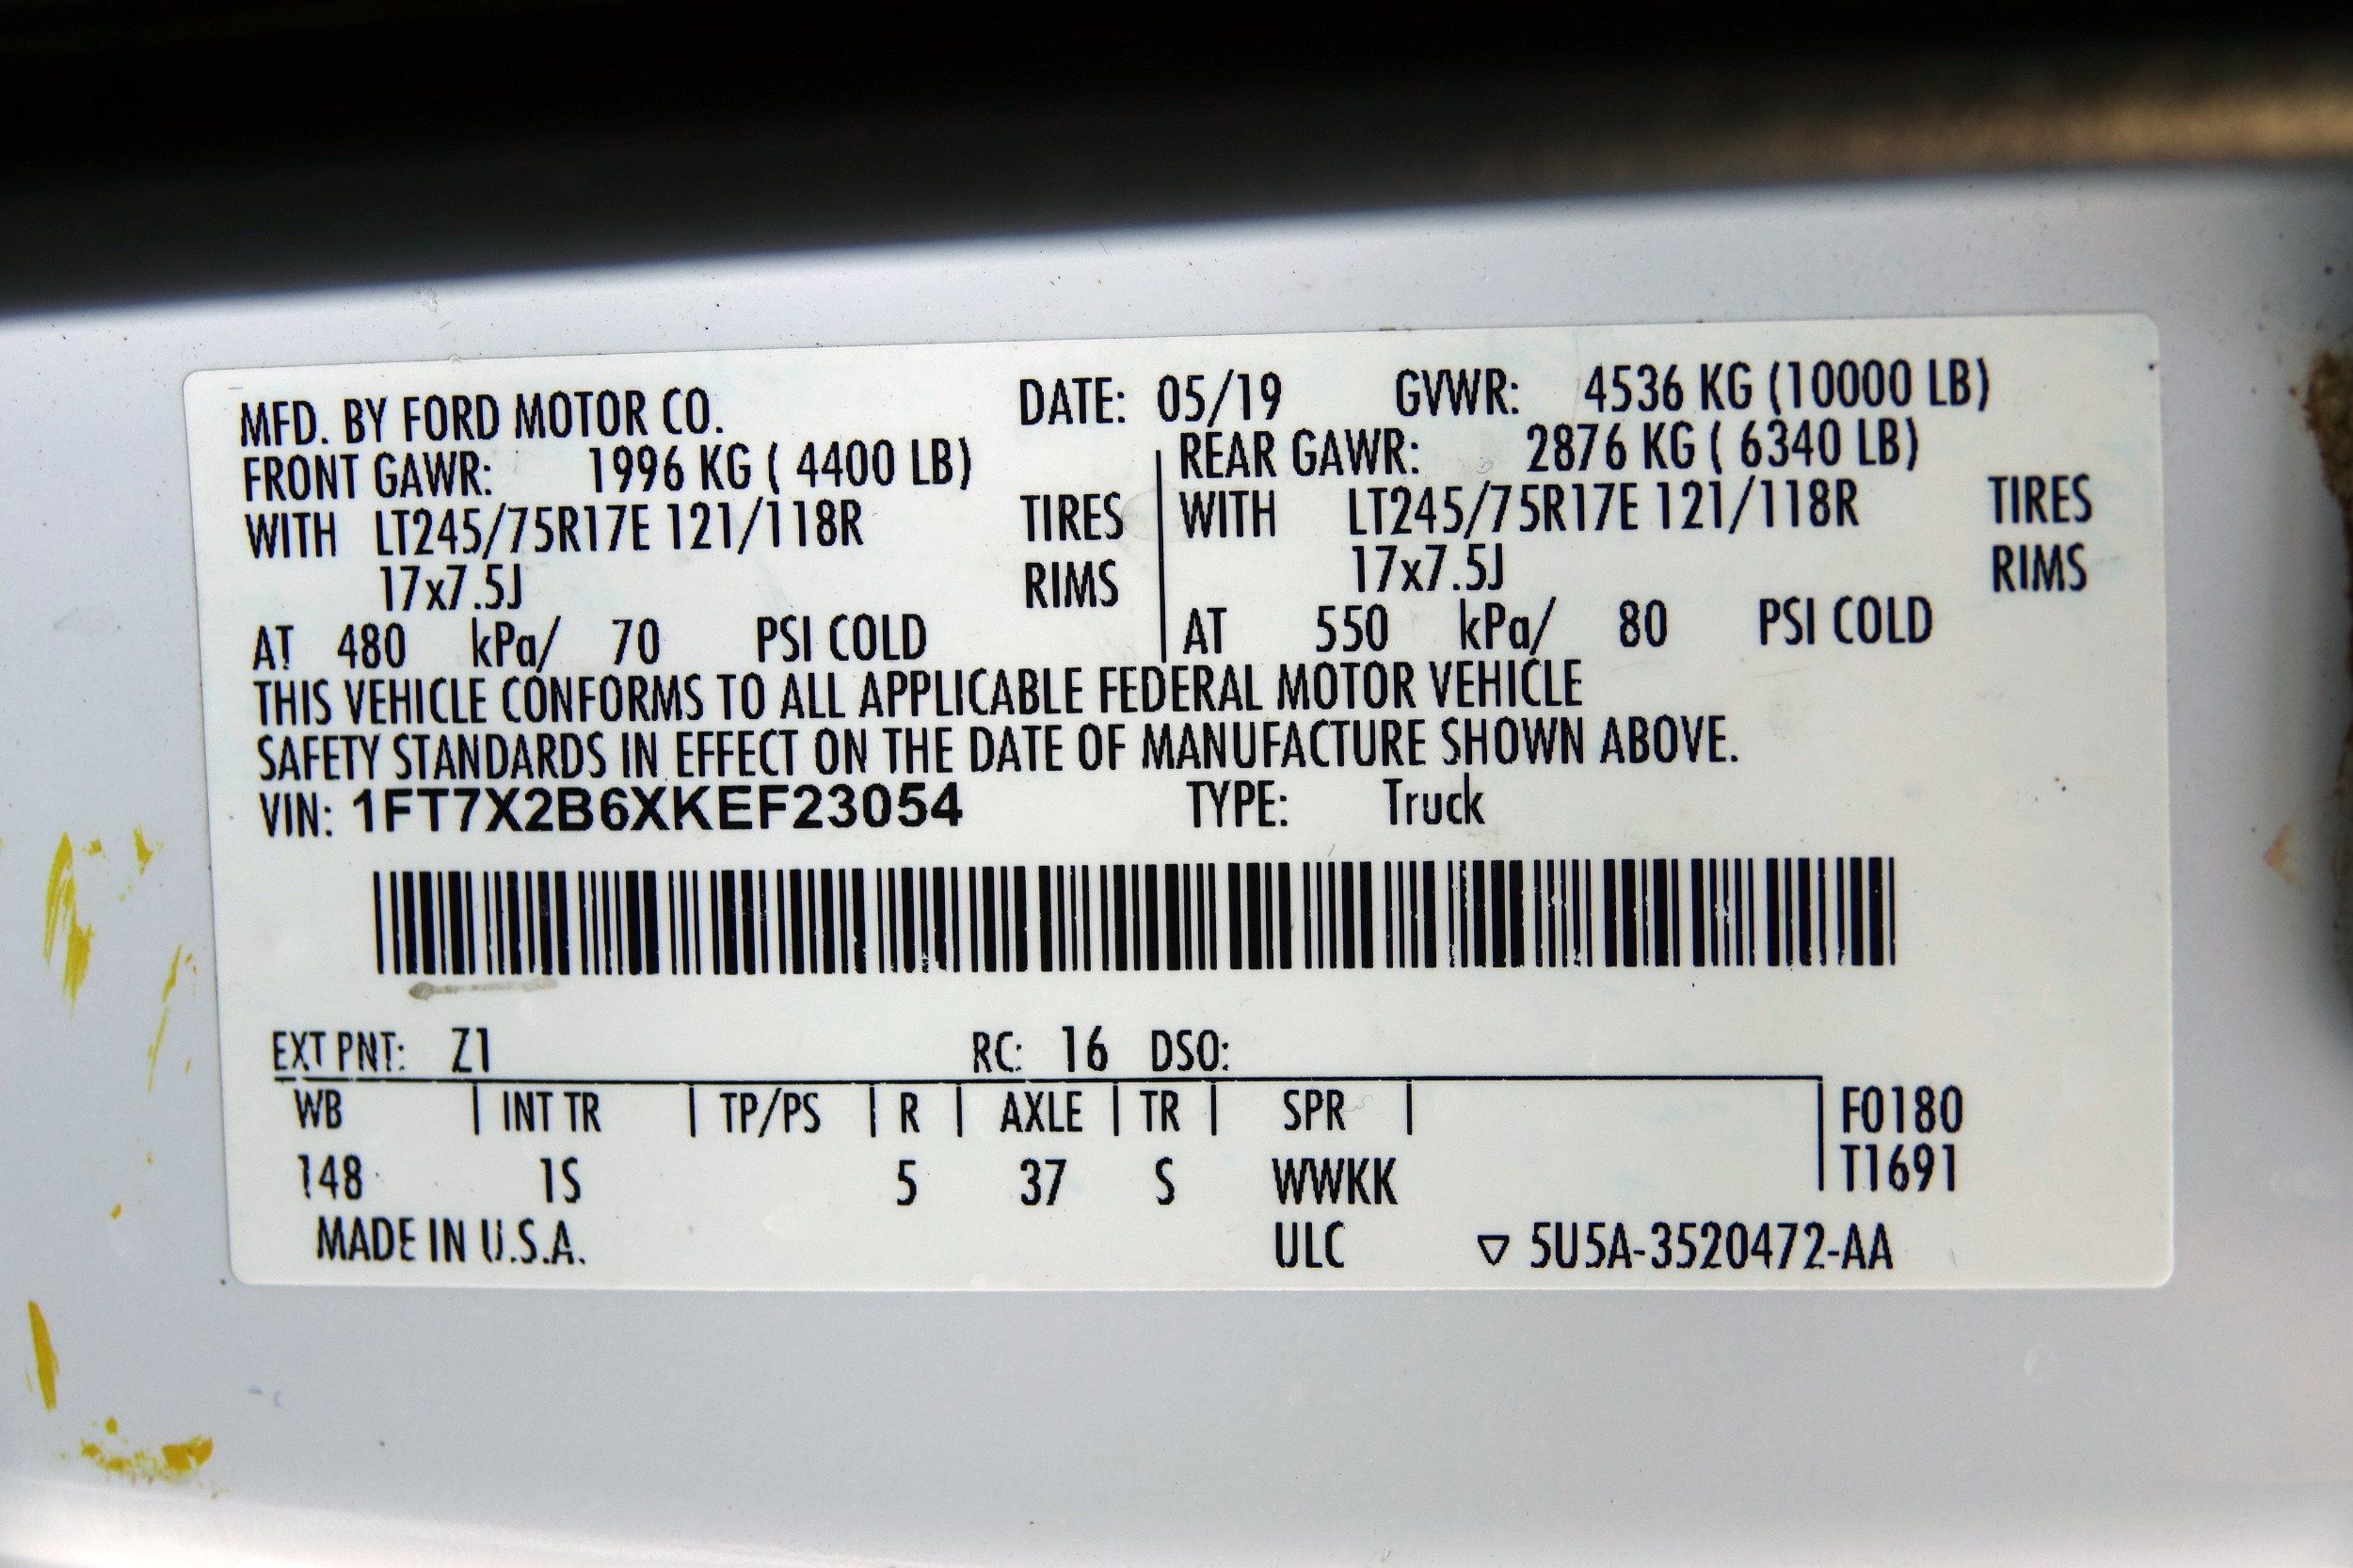 MFD. BY FORD MOTOR CO. DATE: 05/19 GVWR: 4536 KG (10000 LB)
FRONT GAWR: 1996 KG ( 4400 LB) REAR GAWR: 2876 KG ( 6340 LB)
WITH LT245/75R17E 121/118R TIRES WITH LT245/75R17E 121/118R TIRES
17x7.5J RIMS 17x7.5J RIMS
AT 480 kPa/ 70 PSI COLD AT 550 kPa/ 80 PSI COLD
THIS VEHICLE CONFORMS TO ALL APPLICABLE FEDERAL MOTOR VEHICLE
SAFETY STANDARDS IN EFFECT ON THE DATE OF MANUFACTURE SHOWN ABOVE.
VIN: 1FT7X2B6XKEF23054 TYPE: Truck
EXT PNT: Z1 RC: 16 DSO:
WB | INT TR | TP/PS | R | AXLE | TR | SPR | F0180
148 1S 5 37 S WWKK T1691
MADE IN U.S.A. ULC ▽ 5U5A-3520472-AA